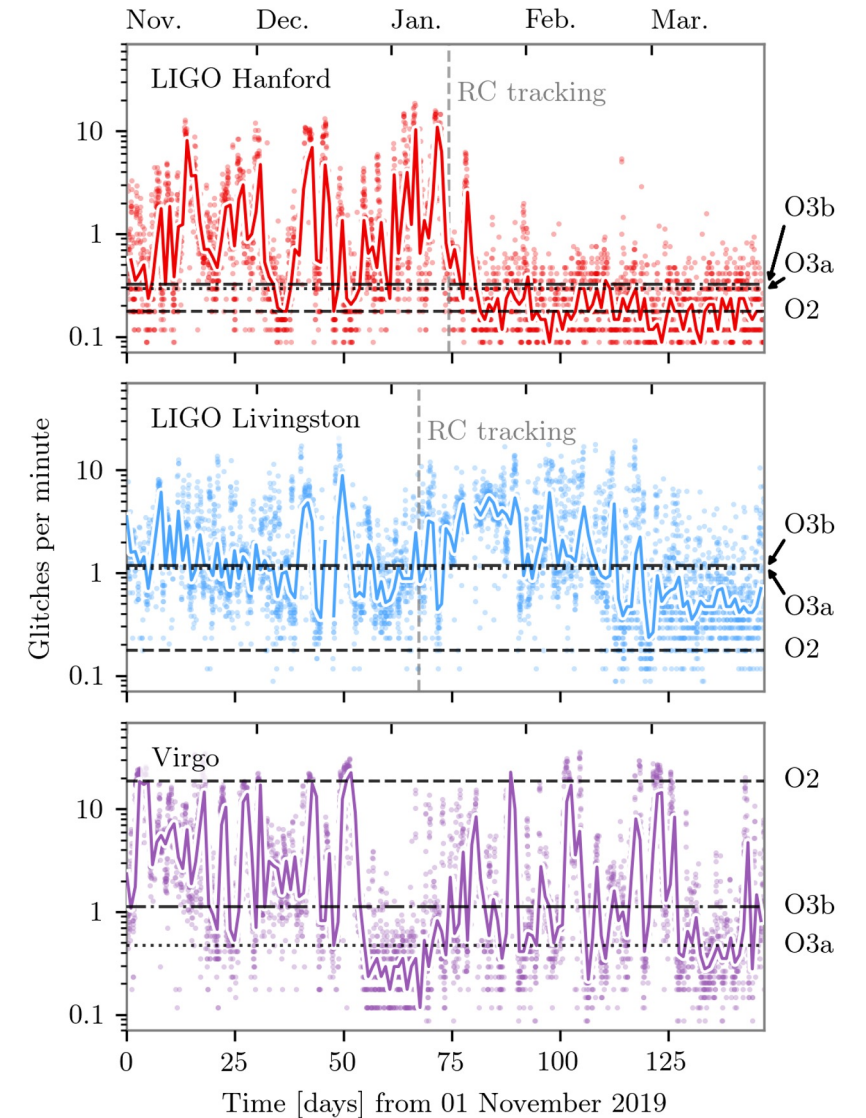 Nov. Dec. Jan. Feb. Mar.
LIGO Hanford
RC tracking
10
1
0.1
O3b
O3a
O2
LIGO Livingston
RC tracking
10
1
0.1
O3b
O3a
O2
Glitches per minute
Virgo
10
1
0.1
O2
O3b
O3a
0 25 50 75 100 125
Time [days] from 01 November 2019